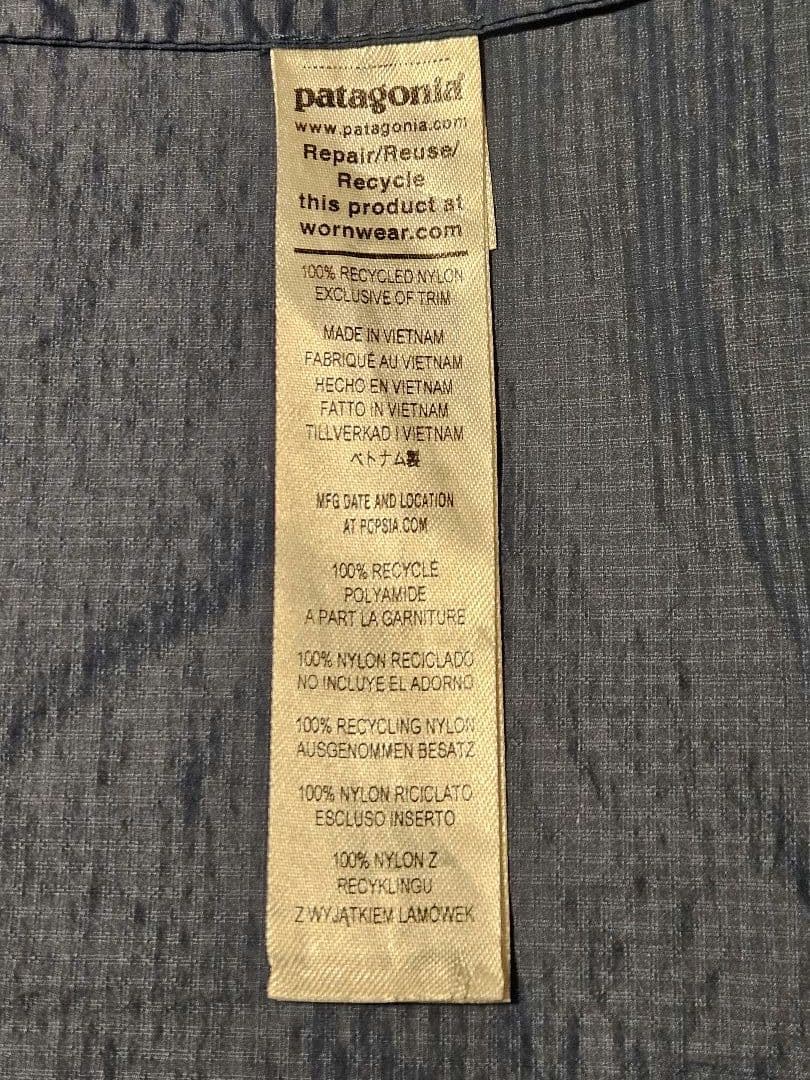 patagonia®
www.patagonia.com
Repair/Reuse/
Recycle
this product at
wornwear.com
100% RECYCLED NYLON
EXCLUSIVE OF TRIM
MADE IN VIETNAM
FABRIQUÉ AU VIETNAM
HECHO EN VIETNAM
FATTO IN VIETNAM
TILLVERKAD I VIETNAM
ベトナム製
MFG DATE AND LOCATION
AT PCPSIA.COM
100% RECYCLÉ
POLYAMIDE
A PART LA GARNITURE
100% NYLON RECICLADO
NO INCLUYE EL ADORNO
100% RECYCLING NYLON
AUSGENOMMEN BESATZ
100% NYLON RICICLATO
ESCLUSO INSERTO
100% NYLON Z
RECYKLINGU
Z WYJĄTKIEM LAMÓWEK